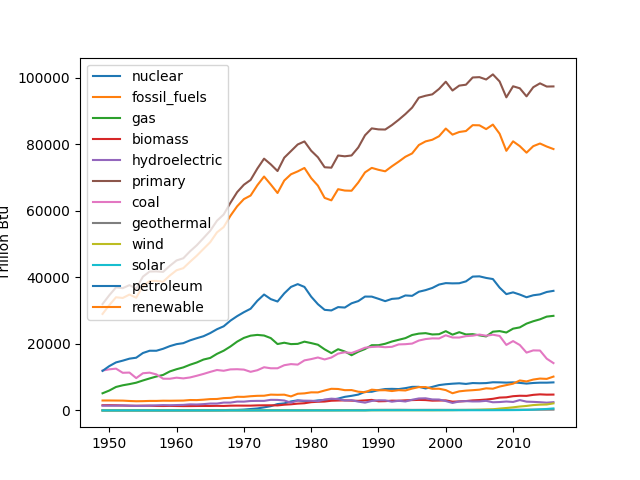 nuclear
fossil_fuels
gas
biomass
hydroelectric
primary
coal
geothermal
wind
solar
petroleum
renewable
100000
80000
60000
40000
20000
0
Trillion Btu
1950 1960 1970 1980 1990 2000 2010